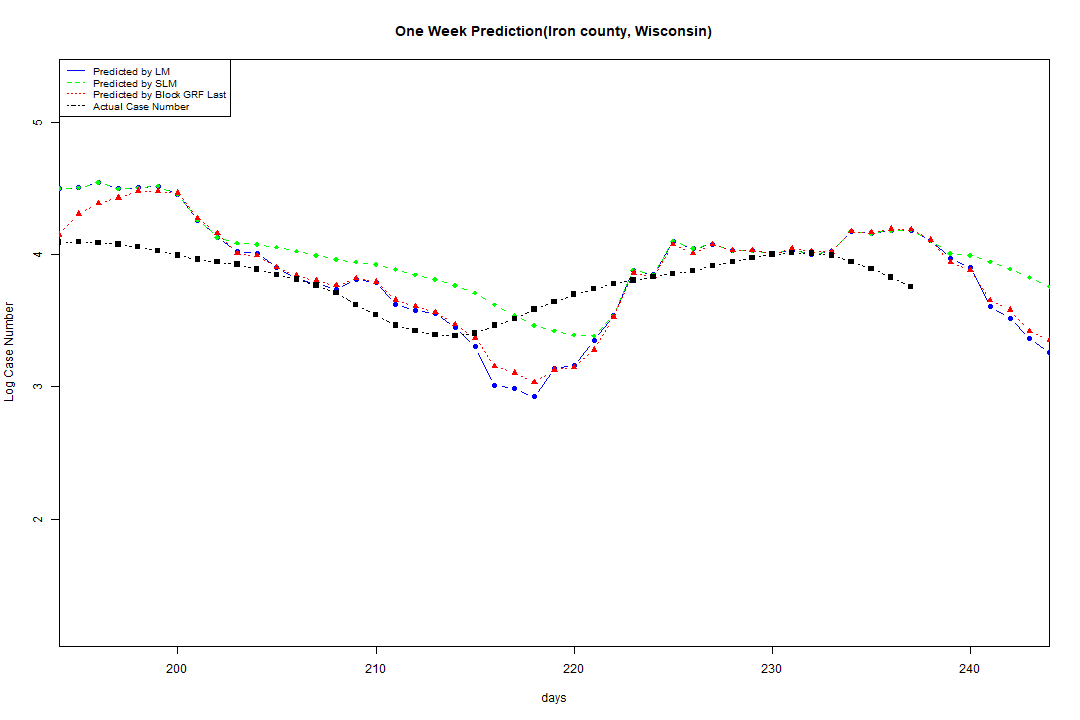 One Week Prediction(Iron county, Wisconsin)
Predicted by LM
Predicted by SLM
Predicted by Block GRF Last
Actual Case Number
5
4
3
2
Log Case Number
200 210 220 230 240
days